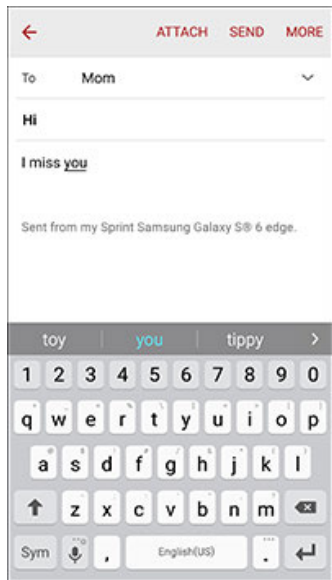 ATTACH SEND MORE
To Mom
Hi
I miss you
Sent from my Sprint Samsung Galaxy S® 6 edge.
toy you tippy
1 2 3 4 5 6 7 8 9 0
q w e r t y u i o p
a s d f g h j k l
z x c v b n m
Sym , English(US) .